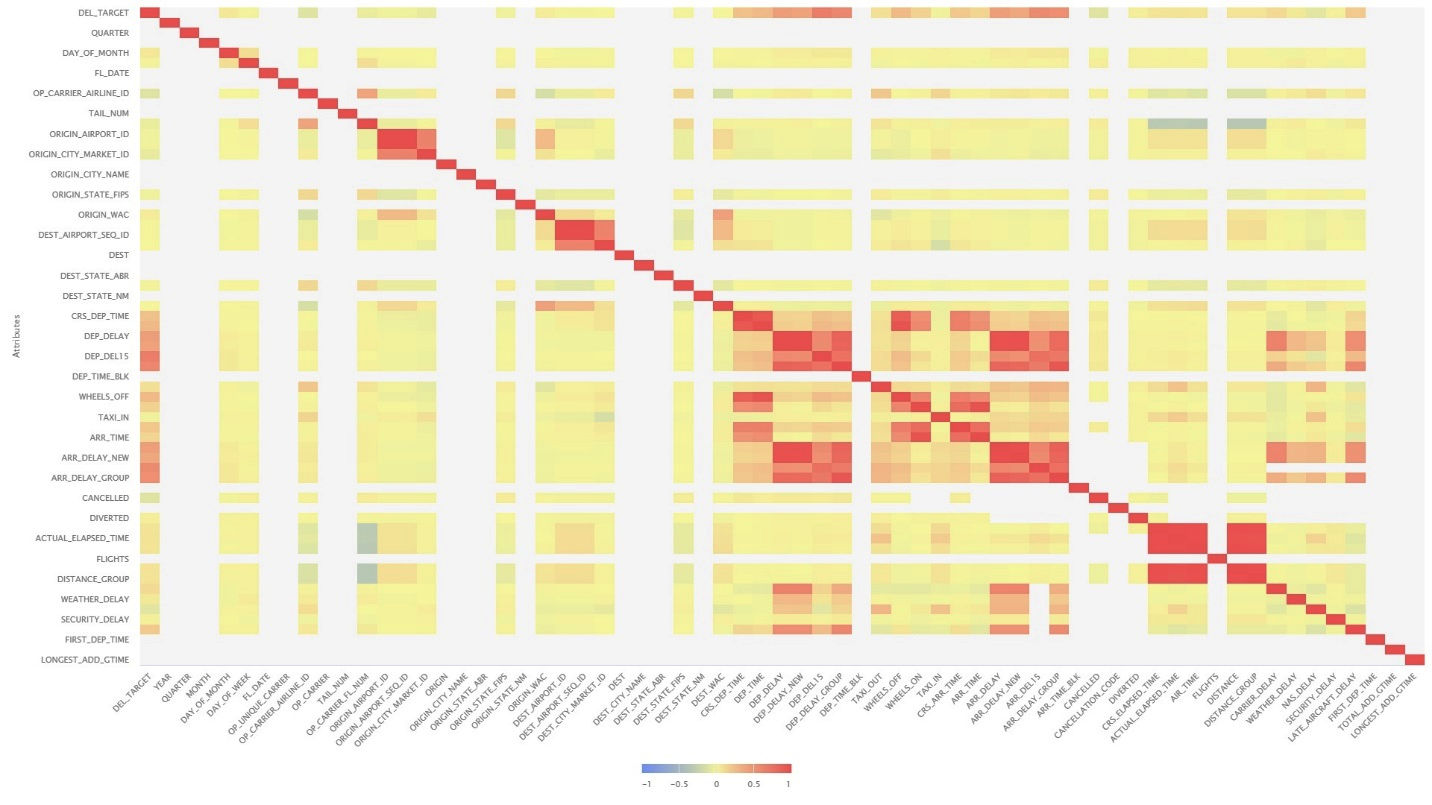 DEL_TARGET
QUARTER
DAY_OF_MONTH
FL_DATE
OP_CARRIER_AIRLINE_ID
TAIL_NUM
ORIGIN_AIRPORT_ID
ORIGIN_CITY_MARKET_ID
ORIGIN_CITY_NAME
ORIGIN_STATE_FIPS
ORIGIN_WAC
DEST_AIRPORT_SEQ_ID
DEST
DEST_STATE_ABR
DEST_STATE_NM
CRS_DEP_TIME
DEP_DELAY
DEP_DEL15
DEP_TIME_BLK
WHEELS_OFF
TAXI_IN
ARR_TIME
ARR_DELAY_NEW
ARR_DELAY_GROUP
CANCELLED
DIVERTED
ACTUAL_ELAPSED_TIME
FLIGHTS
DISTANCE_GROUP
WEATHER_DELAY
SECURITY_DELAY
FIRST_DEP_TIME
LONGEST_ADD_GTIME
Attributes
DEL_TARGET
YEAR
QUARTER
MONTH
DAY_OF_MONTH
DAY_OF_WEEK
FL_DATE
OP_UNIQUE_CARRIER
OP_CARRIER_AIRLINE_ID
OP_CARRIER
TAIL_NUM
OP_CARRIER_FL_NUM
ORIGIN_AIRPORT_ID
ORIGIN_AIRPORT_SEQ_ID
ORIGIN_CITY_MARKET_ID
ORIGIN
ORIGIN_CITY_NAME
ORIGIN_STATE_ABR
ORIGIN_STATE_FIPS
ORIGIN_STATE_NM
ORIGIN_WAC
DEST_AIRPORT_ID
DEST_AIRPORT_SEQ_ID
DEST_CITY_MARKET_ID
DEST
DEST_CITY_NAME
DEST_STATE_ABR
DEST_STATE_FIPS
DEST_STATE_NM
DEST_WAC
CRS_DEP_TIME
DEP_TIME
DEP_DELAY
DEP_DELAY_NEW
DEP_DEL15
DEP_DELAY_GROUP
DEP_TIME_BLK
TAXI_OUT
WHEELS_OFF
WHEELS_ON
TAXI_IN
CRS_ARR_TIME
ARR_TIME
ARR_DELAY
ARR_DELAY_NEW
ARR_DEL15
ARR_DELAY_GROUP
ARR_TIME_BLK
CANCELLED
CANCELLATION_CODE
DIVERTED
CRS_ELAPSED_TIME
ACTUAL_ELAPSED_TIME
AIR_TIME
FLIGHTS
DISTANCE
DISTANCE_GROUP
CARRIER_DELAY
WEATHER_DELAY
NAS_DELAY
SECURITY_DELAY
LATE_AIRCRAFT_DELAY
FIRST_DEP_TIME
TOTAL_ADD_GTIME
LONGEST_ADD_GTIME
−1 −0.5 0 0.5 1